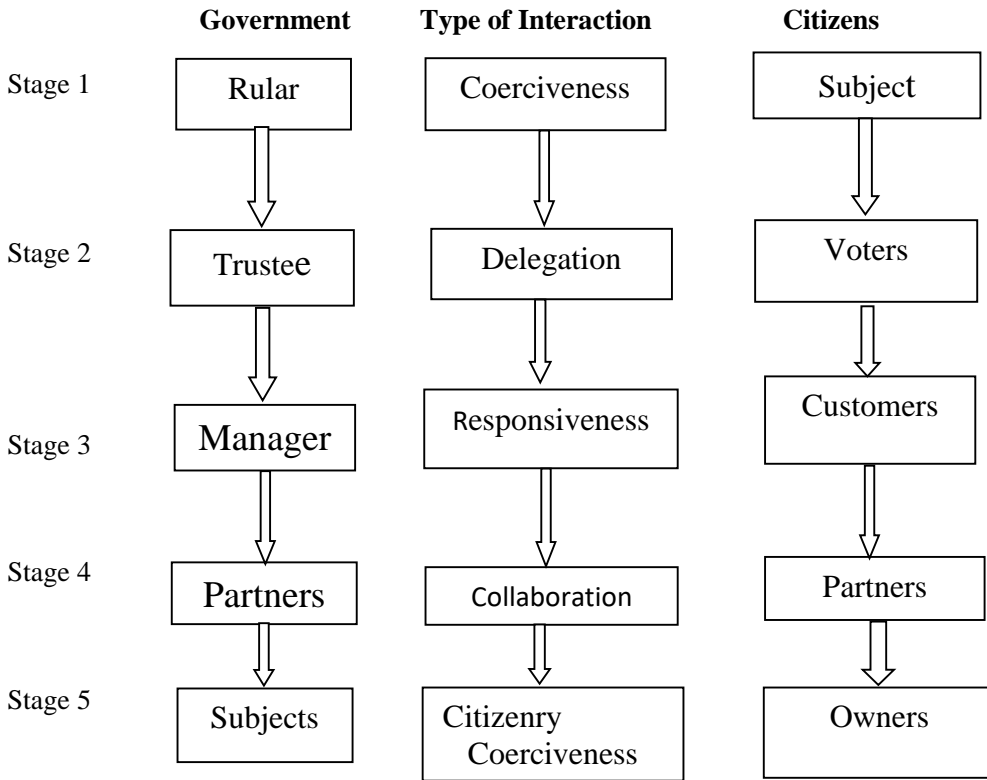 Government Type of Interaction Citizens
Stage 1 Rular Coerciveness Subject
Stage 2 Trustee Delegation Voters
Stage 3 Manager Responsiveness Customers
Stage 4 Partners Collaboration Partners
Stage 5 Subjects Citizenry Owners
Coerciveness